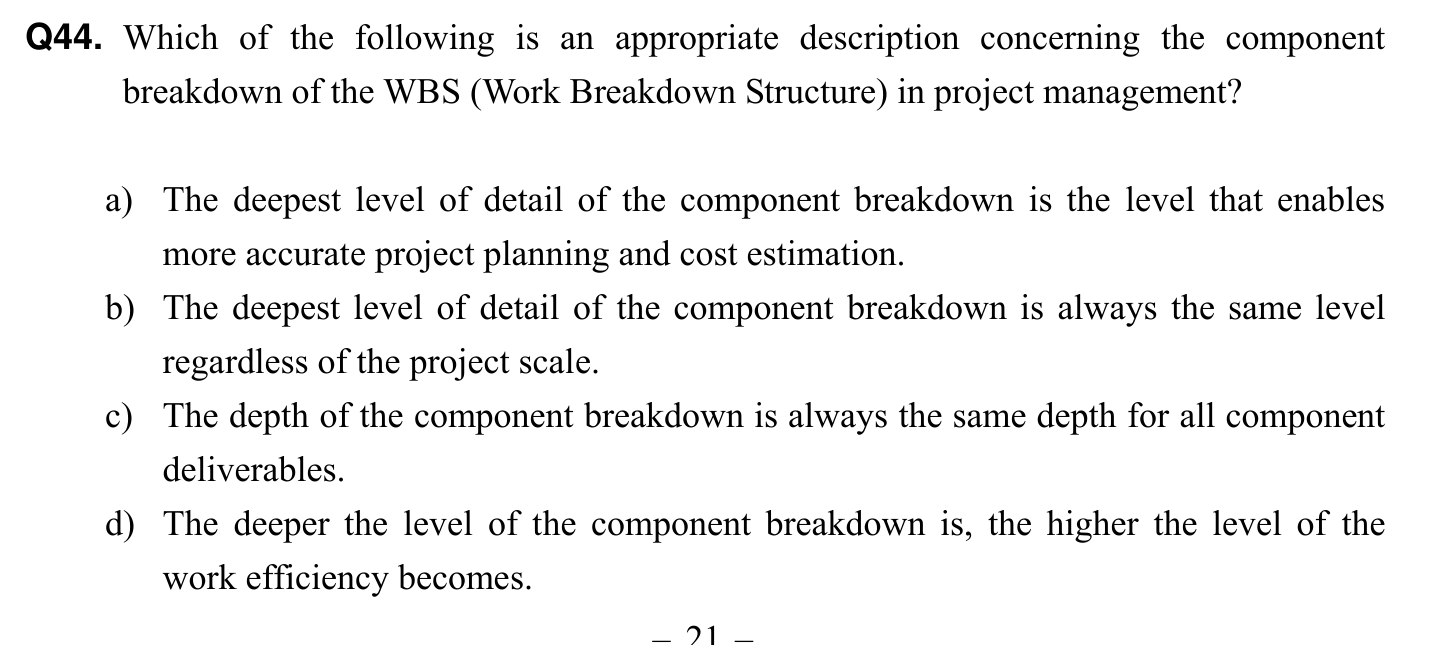 Q44. Which of the following is an appropriate description concerning the component
breakdown of the WBS (Work Breakdown Structure) in project management?
a) The deepest level of detail of the component breakdown is the level that enables
more accurate project planning and cost estimation.
b) The deepest level of detail of the component breakdown is always the same level
regardless of the project scale.
c) The depth of the component breakdown is always the same depth for all component
deliverables.
d) The deeper the level of the component breakdown is, the higher the level of the
work efficiency becomes.
– 21 –